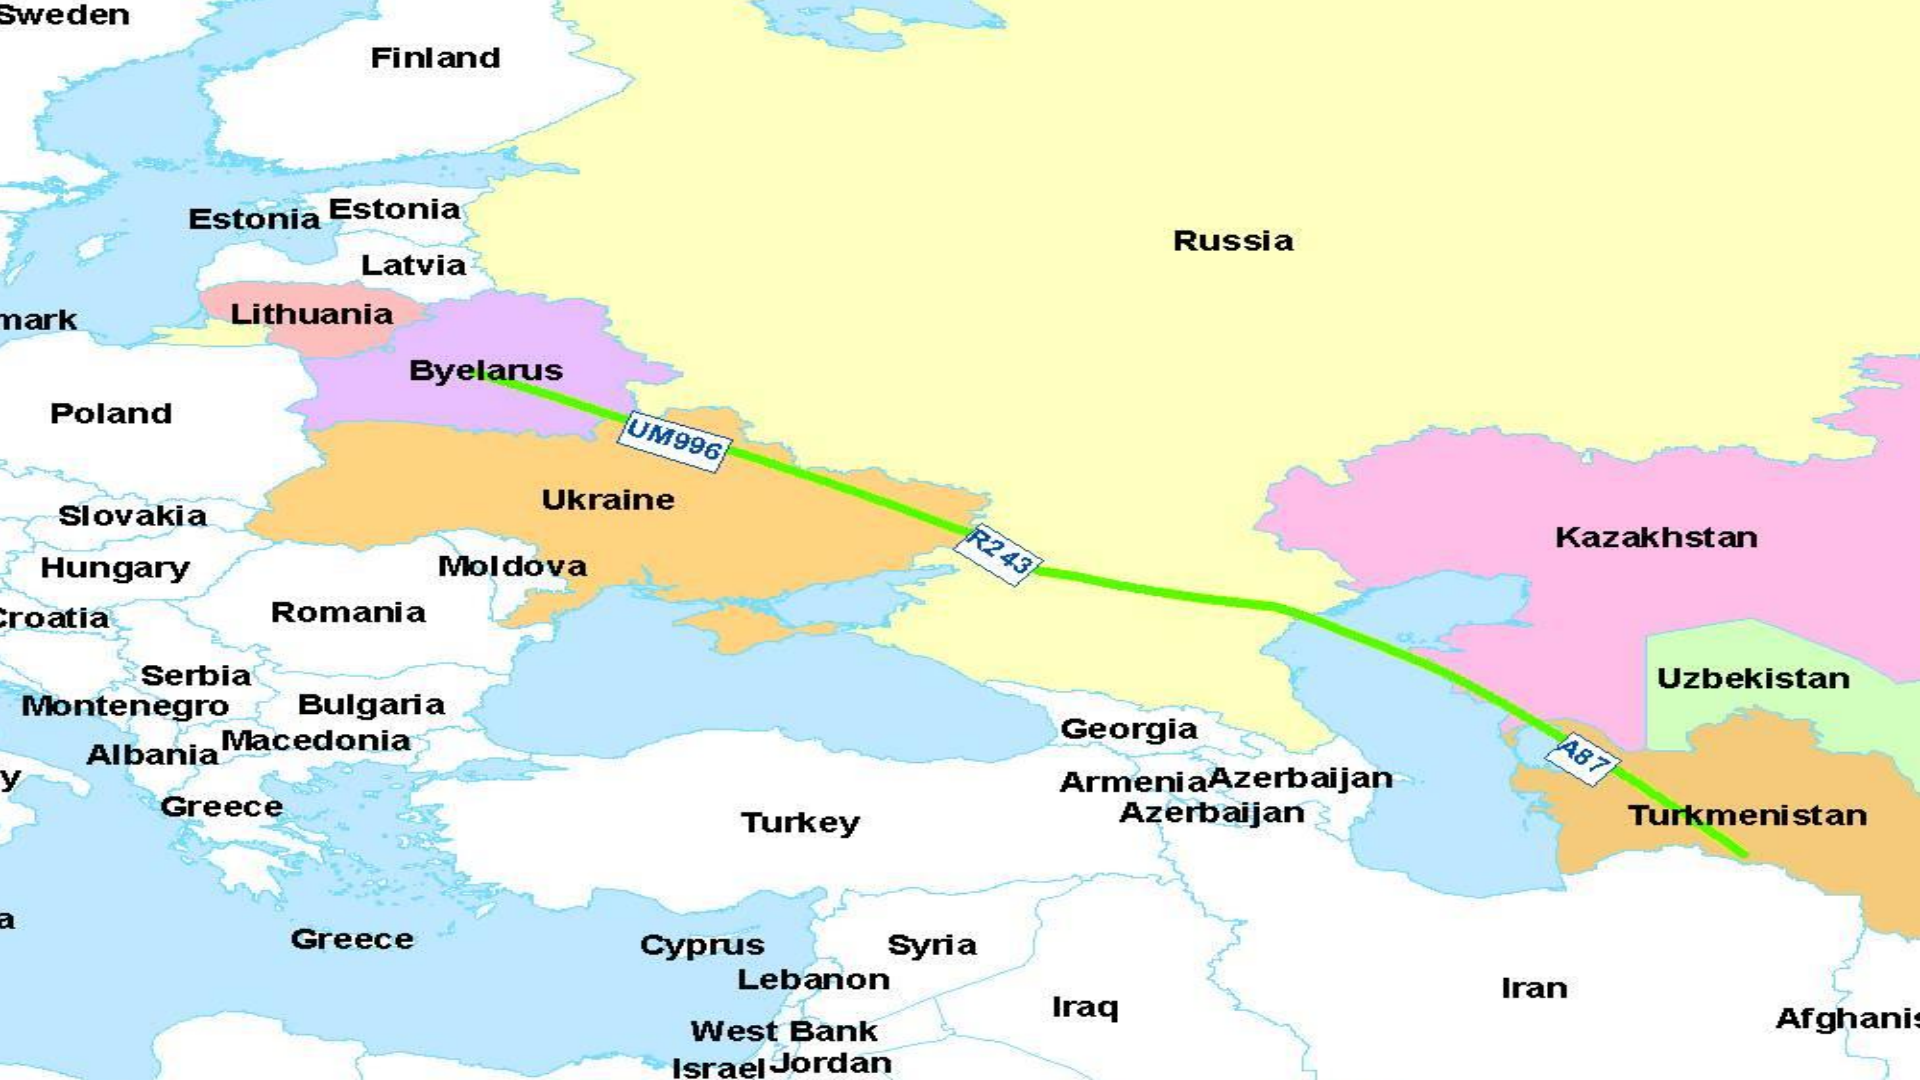 Sweden
Finland
Estonia
Estonia
Russia
Latvia
Lithuania
mark
Byelarus
Poland
UM996
Ukraine
Slovakia
R243
Kazakhstan
Hungary
Moldova
Croatia
Romania
Serbia
Uzbekistan
Montenegro
Bulgaria
Georgia
Albania
Macedonia
A87
y
Armenia
Azerbaijan
Greece
Azerbaijan
Turkey
Turkmenistan
a
Greece
Cyprus
Syria
Lebanon
Iran
Iraq
Afghanis
West Bank
Israel
Jordan